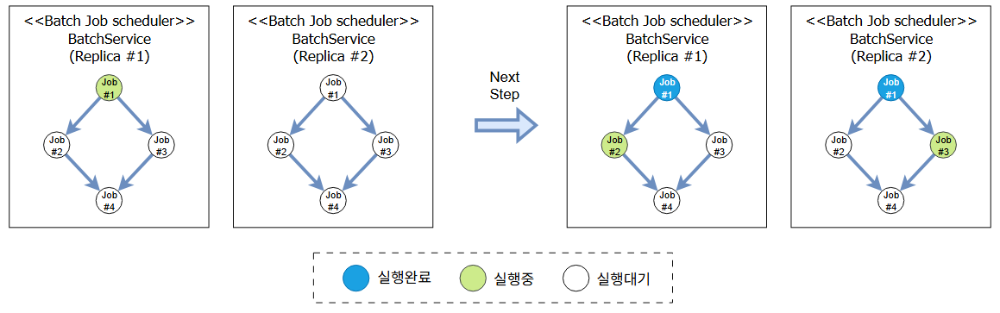 <<Batch Job scheduler>>
BatchService
(Replica #1)
Job
#1
Job
#2
Job
#3
Job
#4
<<Batch Job scheduler>>
BatchService
(Replica #2)
Job
#1
Job
#2
Job
#3
Job
#4
Next
Step
<<Batch Job scheduler>>
BatchService
(Replica #1)
Job
#1
Job
#2
Job
#3
Job
#4
<<Batch Job scheduler>>
BatchService
(Replica #2)
Job
#1
Job
#2
Job
#3
Job
#4
실행완료
실행중
실행대기